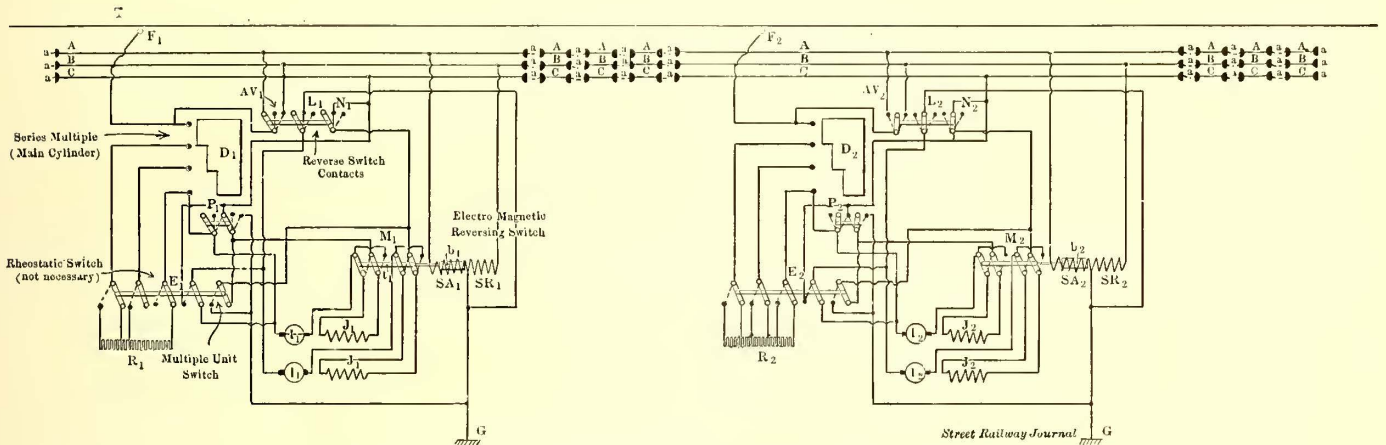 T
F1
F2
a A a A a A a A a A a A a A a A a
a B a B a B a B a B a B a B a B a
a C a C a C a C a C a C a C a C a
AV1 L1 N1
AV2 L2 N2
Series Multiple
(Main Cylinder)
D1
Reverse Switch
Contacts
D2
P1
P2
Electro Magnetic
Reversing Switch
M1
M2
Rheostatic Switch
(not necessary)
E1
E2
SA1 SR1
SA2 SR2
J1
J2
R1
Multiple Unit
Switch
J1
R2
J2
G
Street Railway Journal
G